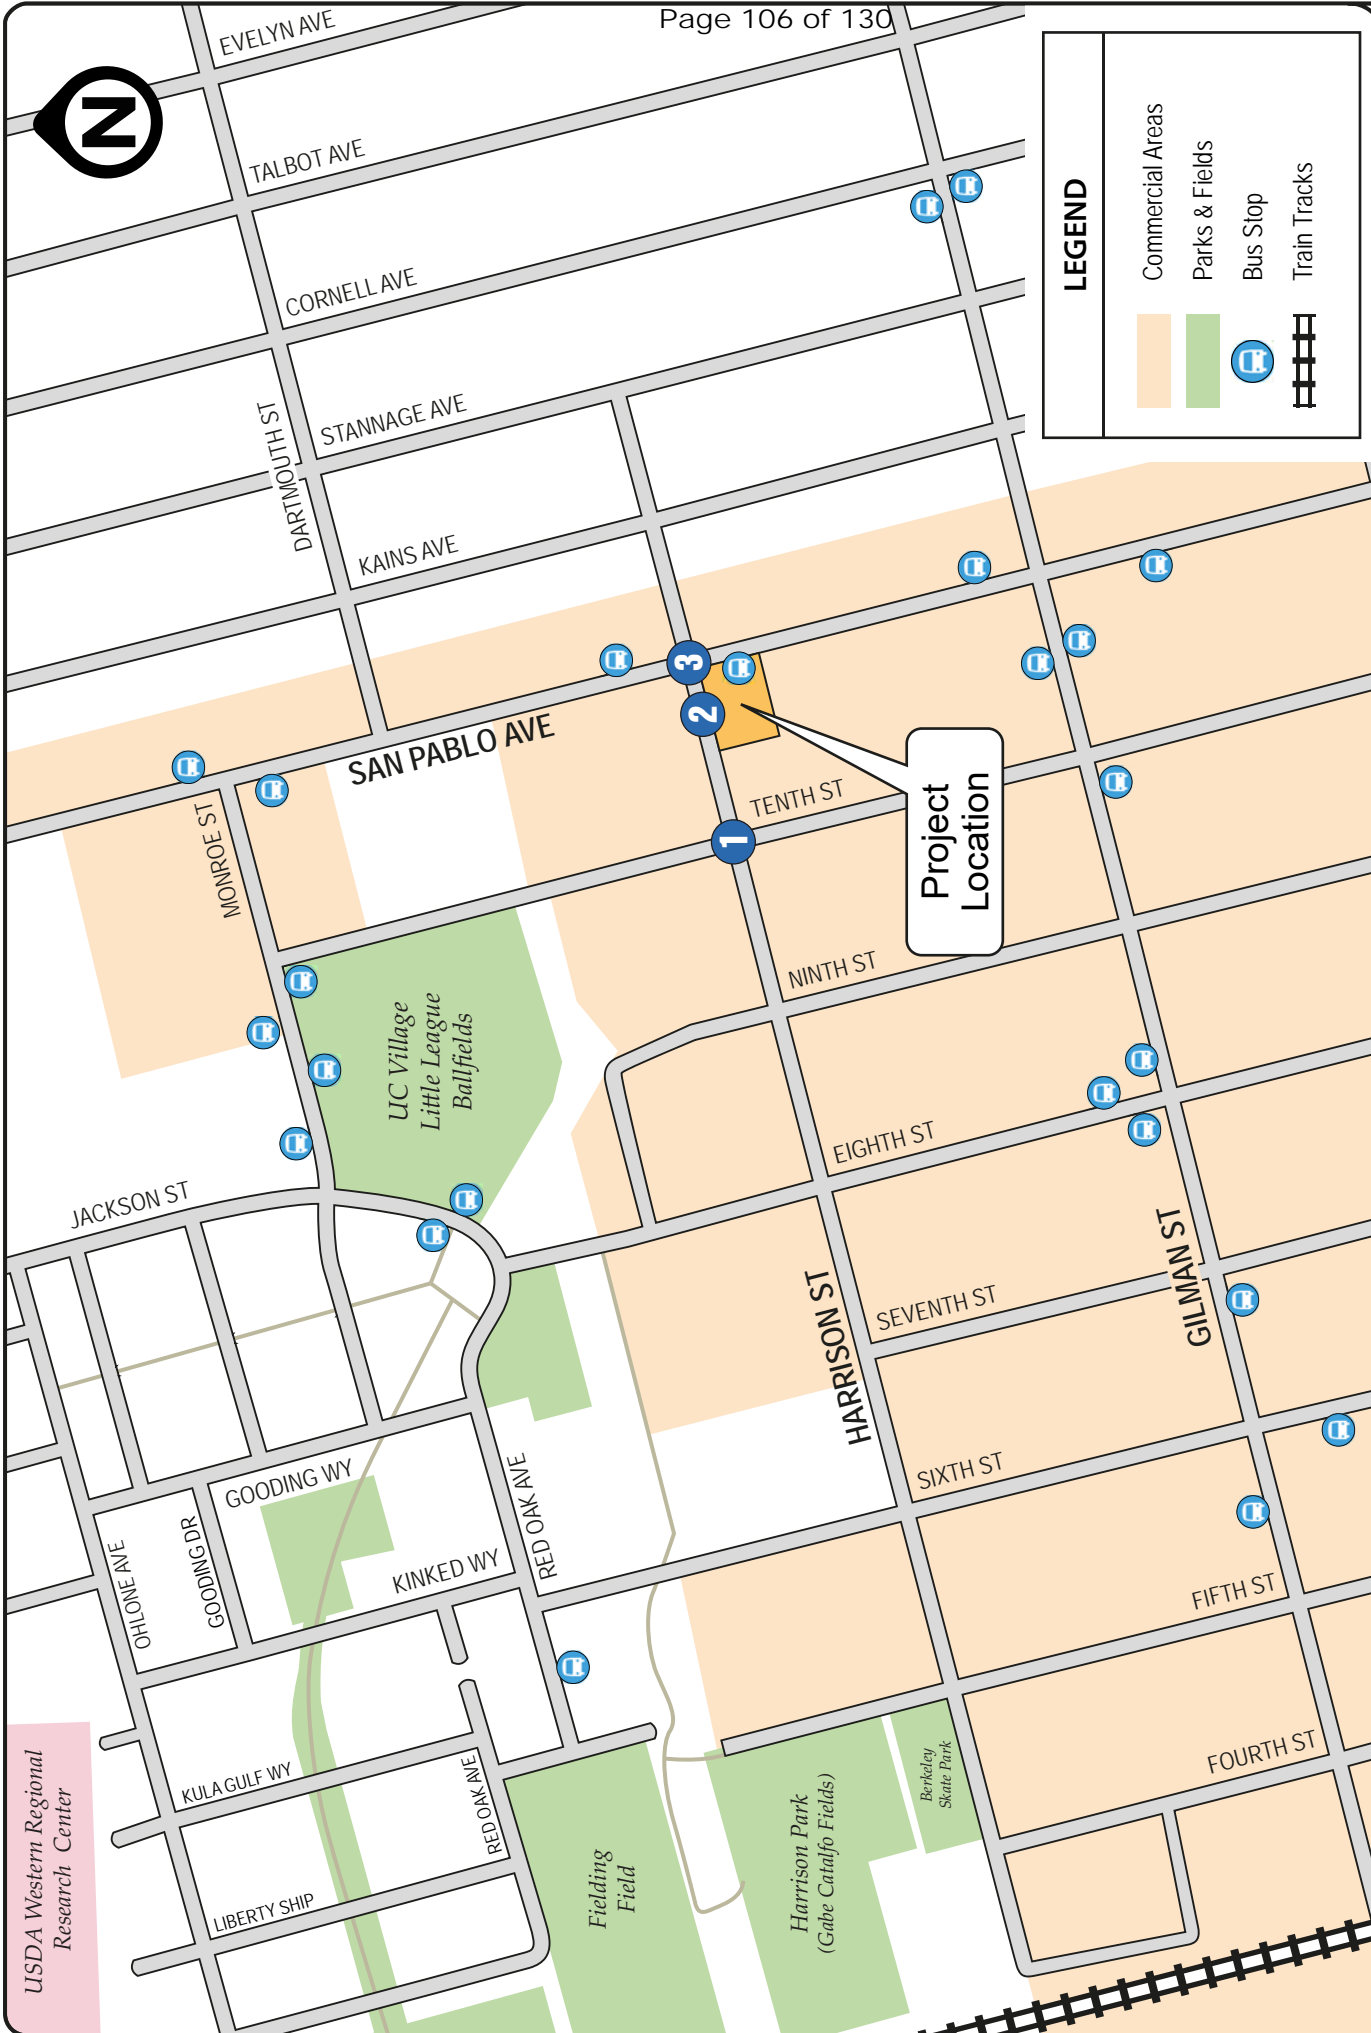 Page 106 of 130
N
EVELYN AVE
TALBOT AVE
CORNELL AVE
STANNAGE AVE
KAINS AVE
DARTMOUTH ST
SAN PABLO AVE
MONROE ST
TENTH ST
NINTH ST
EIGHTH ST
SEVENTH ST
SIXTH ST
FIFTH ST
FOURTH ST
HARRISON ST
GILMAN ST
JACKSON ST
GOODING WY
GOODING DR
OHLONE AVE
KINKED WY
RED OAK AVE
RED OAK AVE
KULA GULF WY
LIBERTY SHIP
USDA Western Regional
Research Center
UC Village
Little League
Ballfields
Fielding
Field
Harrison Park
(Gabe Catalfo Fields)
Berkeley
Skate Park
1
2
3
Project
Location
LEGEND
Commercial Areas
Parks & Fields
Bus Stop
Train Tracks